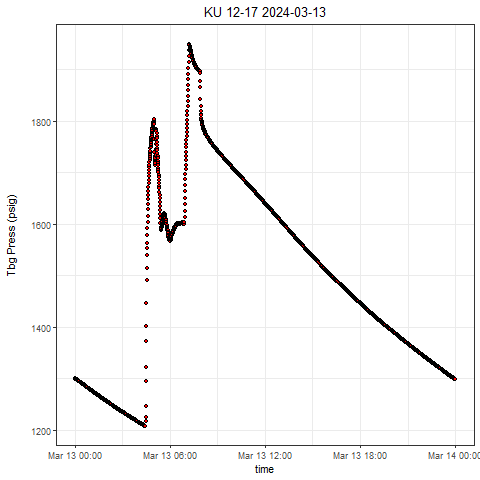 KU 12-17 2024-03-13
Tbg Press (psig)
1800
1600
1400
1200
Mar 13 00:00 Mar 13 06:00 Mar 13 12:00 Mar 13 18:00 Mar 14 00:00
time